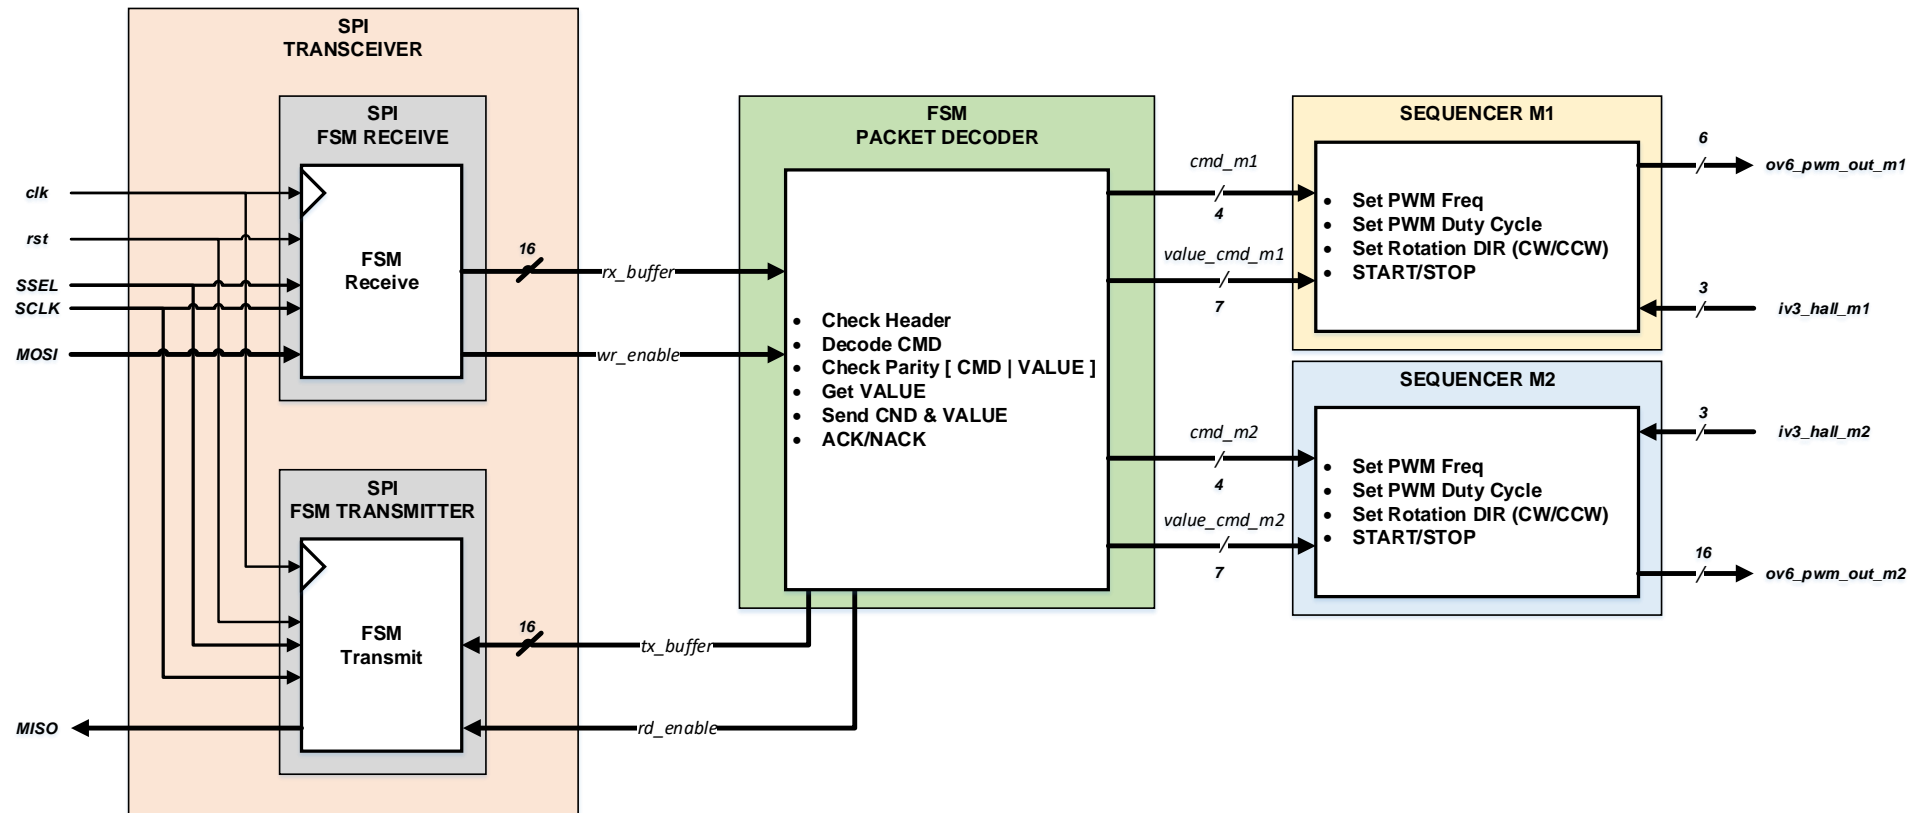 SPI
TRANSCEIVER
SPI
FSM RECEIVE
clk
rst
SSEL
SCLK
MOSI
FSM
Receive
16
rx_buffer
wr_enable
SPI
FSM TRANSMITTER
FSM
Transmit
16
tx_buffer
rd_enable
MISO
FSM
PACKET DECODER
• Check Header
• Decode CMD
• Check Parity [ CMD | VALUE ]
• Get VALUE
• Send CND & VALUE
• ACK/NACK
cmd_m1
4
value_cmd_m1
7
cmd_m2
4
value_cmd_m2
7
SEQUENCER M1
• Set PWM Freq
• Set PWM Duty Cycle
• Set Rotation DIR (CW/CCW)
• START/STOP
6
ov6_pwm_out_m1
3
iv3_hall_m1
SEQUENCER M2
• Set PWM Freq
• Set PWM Duty Cycle
• Set Rotation DIR (CW/CCW)
• START/STOP
3
iv3_hall_m2
16
ov6_pwm_out_m2